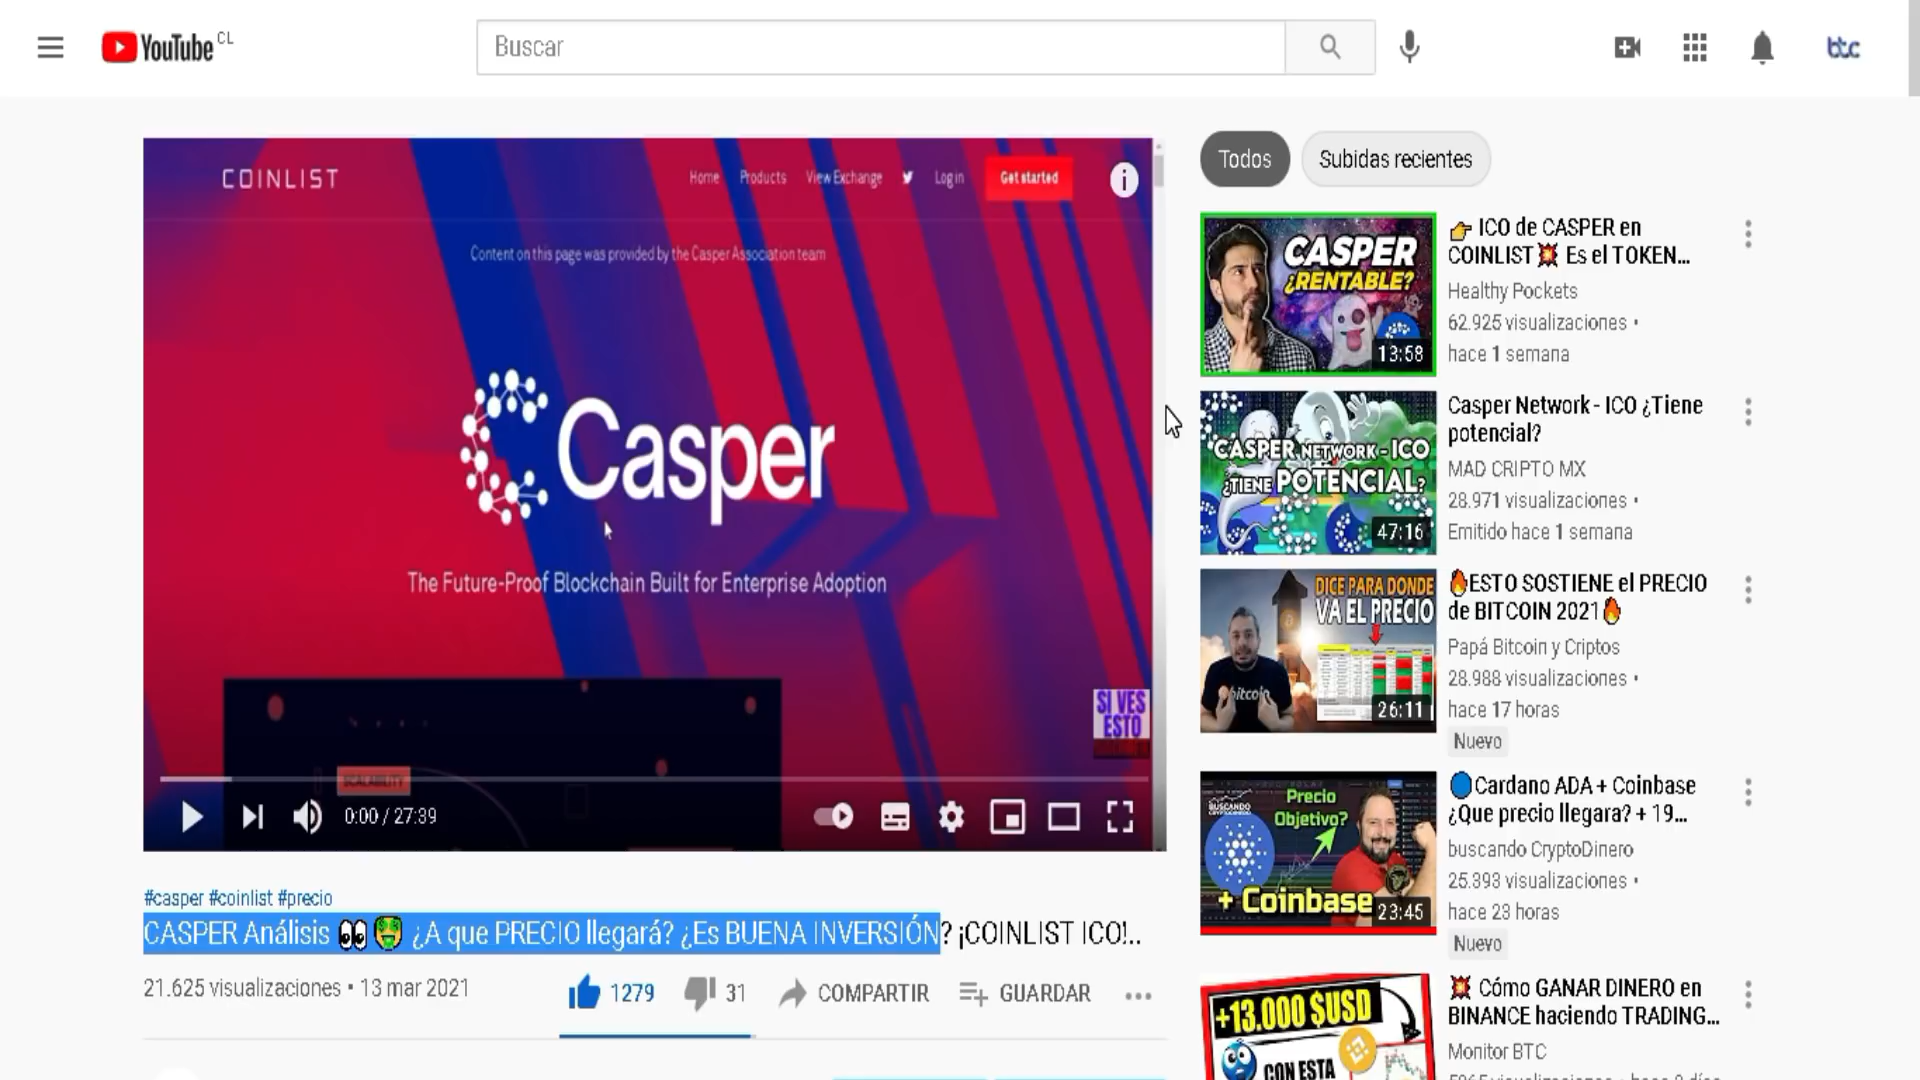 YouTube CL
Buscar
btc
COINLIST
Home Products View Exchange Log in Get started
Content on this page was provided by the Casper Association team
Casper
The Future-Proof Blockchain Built for Enterprise Adoption
SCALABILITY
SI VES
ESTO
0:00 / 27:39
#casper #coinlist #precio
CASPER Análisis 👀🤑 ¿A que PRECIO llegará? ¿Es BUENA INVERSIÓN? ¡COINLIST ICO!..
21.625 visualizaciones • 13 mar 2021
1279 31 COMPARTIR GUARDAR
Todos Subidas recientes
CASPER
¿RENTABLE?
13:58
👉 ICO de CASPER en
COINLIST💥 Es el TOKEN...
Healthy Pockets
62.925 visualizaciones •
hace 1 semana
CASPER NETWORK - ICO
¿TIENE POTENCIAL?
47:16
Casper Network - ICO ¿Tiene
potencial?
MAD CRIPTO MX
28.971 visualizaciones •
Emitido hace 1 semana
DICE PARA DONDE
VA EL PRECIO
bitcoin
26:11
🔥ESTO SOSTIENE el PRECIO
de BITCOIN 2021🔥
Papá Bitcoin y Criptos
28.988 visualizaciones •
hace 17 horas
Nuevo
BUSCANDO
CRYPTODINERO
Precio
Objetivo?
+ Coinbase
23:45
🔵Cardano ADA + Coinbase
¿Que precio llegara? + 19...
buscando CryptoDinero
25.393 visualizaciones •
hace 23 horas
Nuevo
+13.000 $USD
CON ESTA
💥 Cómo GANAR DINERO en
BINANCE haciendo TRADING...
Monitor BTC